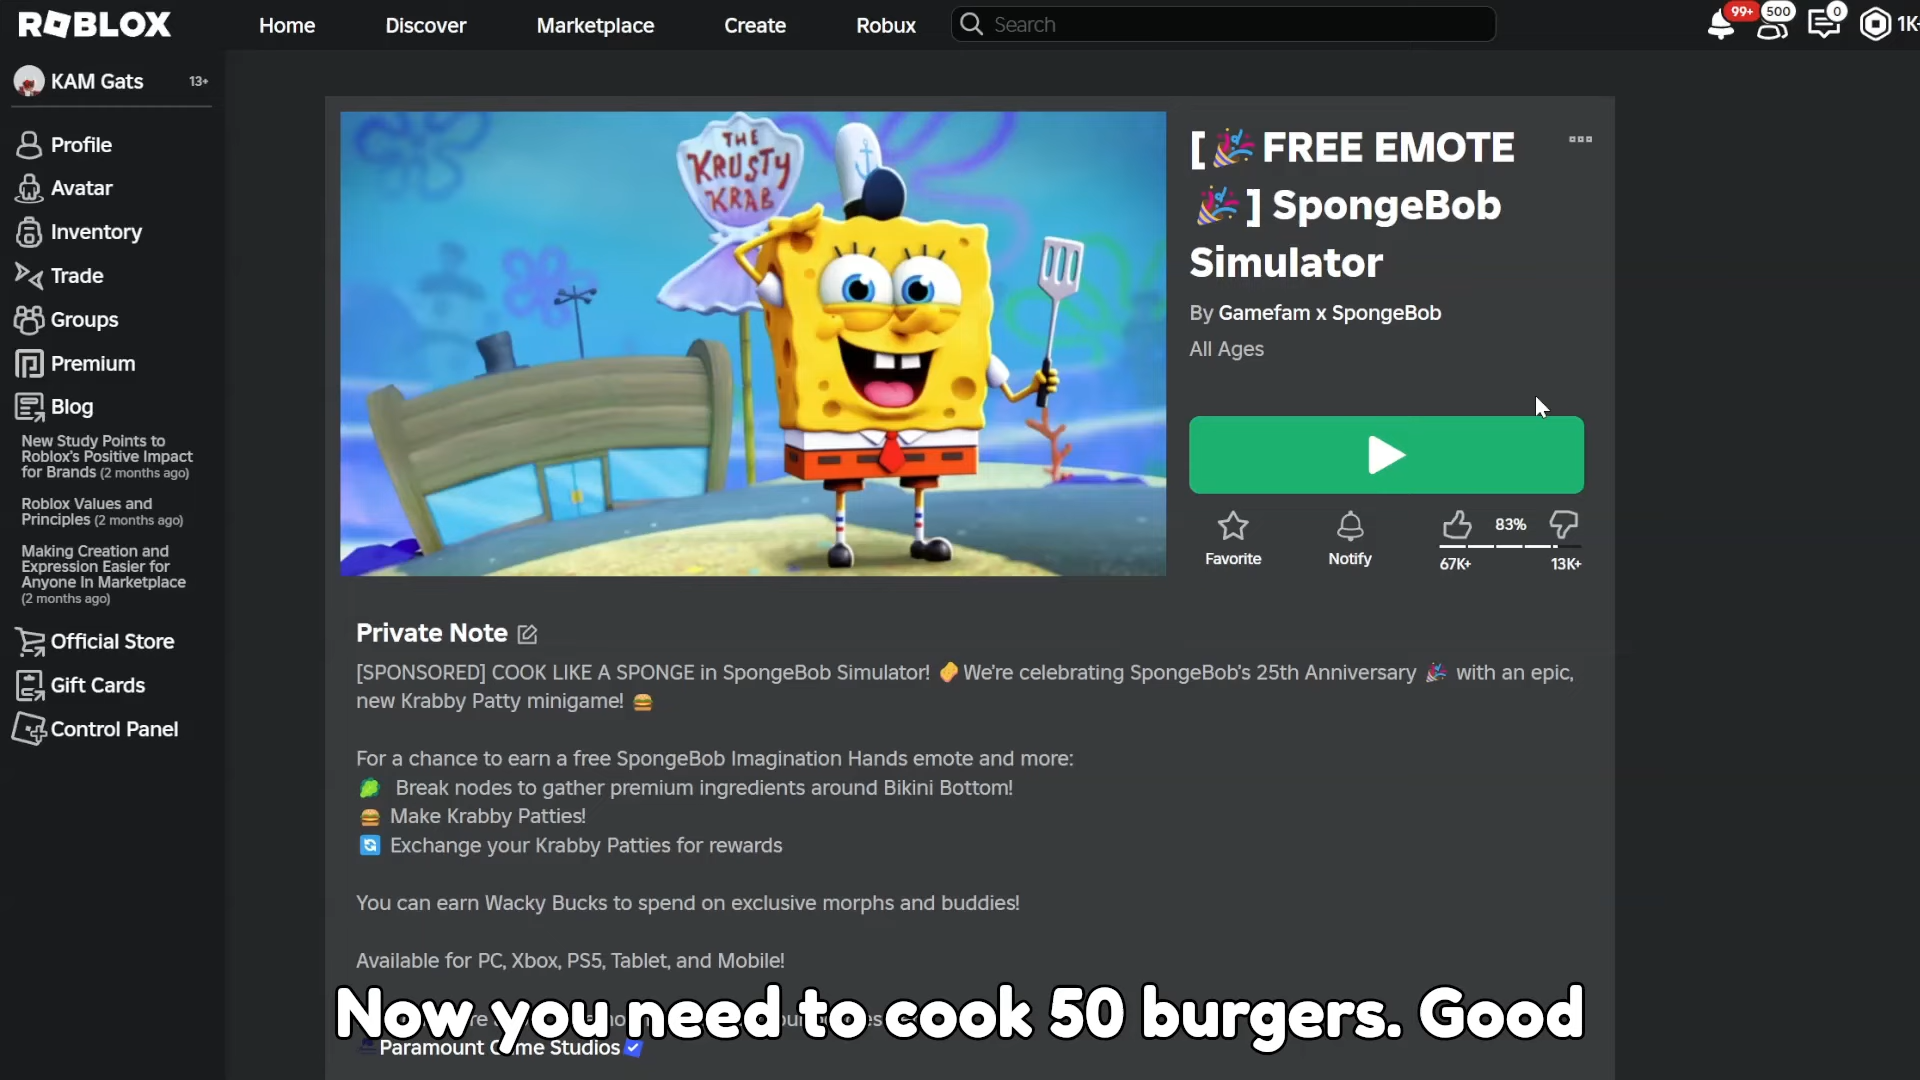 ROBLOX
Home
Discover
Marketplace
Create
Robux
Search
99+
500
0
1K+
KAM Gats
13+
Profile
Avatar
Inventory
Trade
Groups
Premium
Blog
New Study Points to
Roblox's Positive Impact
for Brands (2 months ago)
Roblox Values and
Principles (2 months ago)
Making Creation and
Expression Easier for
Anyone In Marketplace
(2 months ago)
Official Store
Gift Cards
Control Panel
THE
KRUSTY
KRAB
[🎉FREE EMOTE
🎉] SpongeBob
Simulator
By Gamefam x SpongeBob
All Ages
Favorite
Notify
83%
67K+
13K+
Private Note
[SPONSORED] COOK LIKE A SPONGE in SpongeBob Simulator! 🧽We're celebrating SpongeBob's 25th Anniversary 🎉 with an epic,
new Krabby Patty minigame! 🍔
For a chance to earn a free SpongeBob Imagination Hands emote and more:
🥬 Break nodes to gather premium ingredients around Bikini Bottom!
🍔 Make Krabby Patties!
🔄 Exchange your Krabby Patties for rewards
You can earn Wacky Bucks to spend on exclusive morphs and buddies!
Available for PC, Xbox, PS5, Tablet, and Mobile!
Now you need to cook 50 burgers. Good
Paramount Game Studios